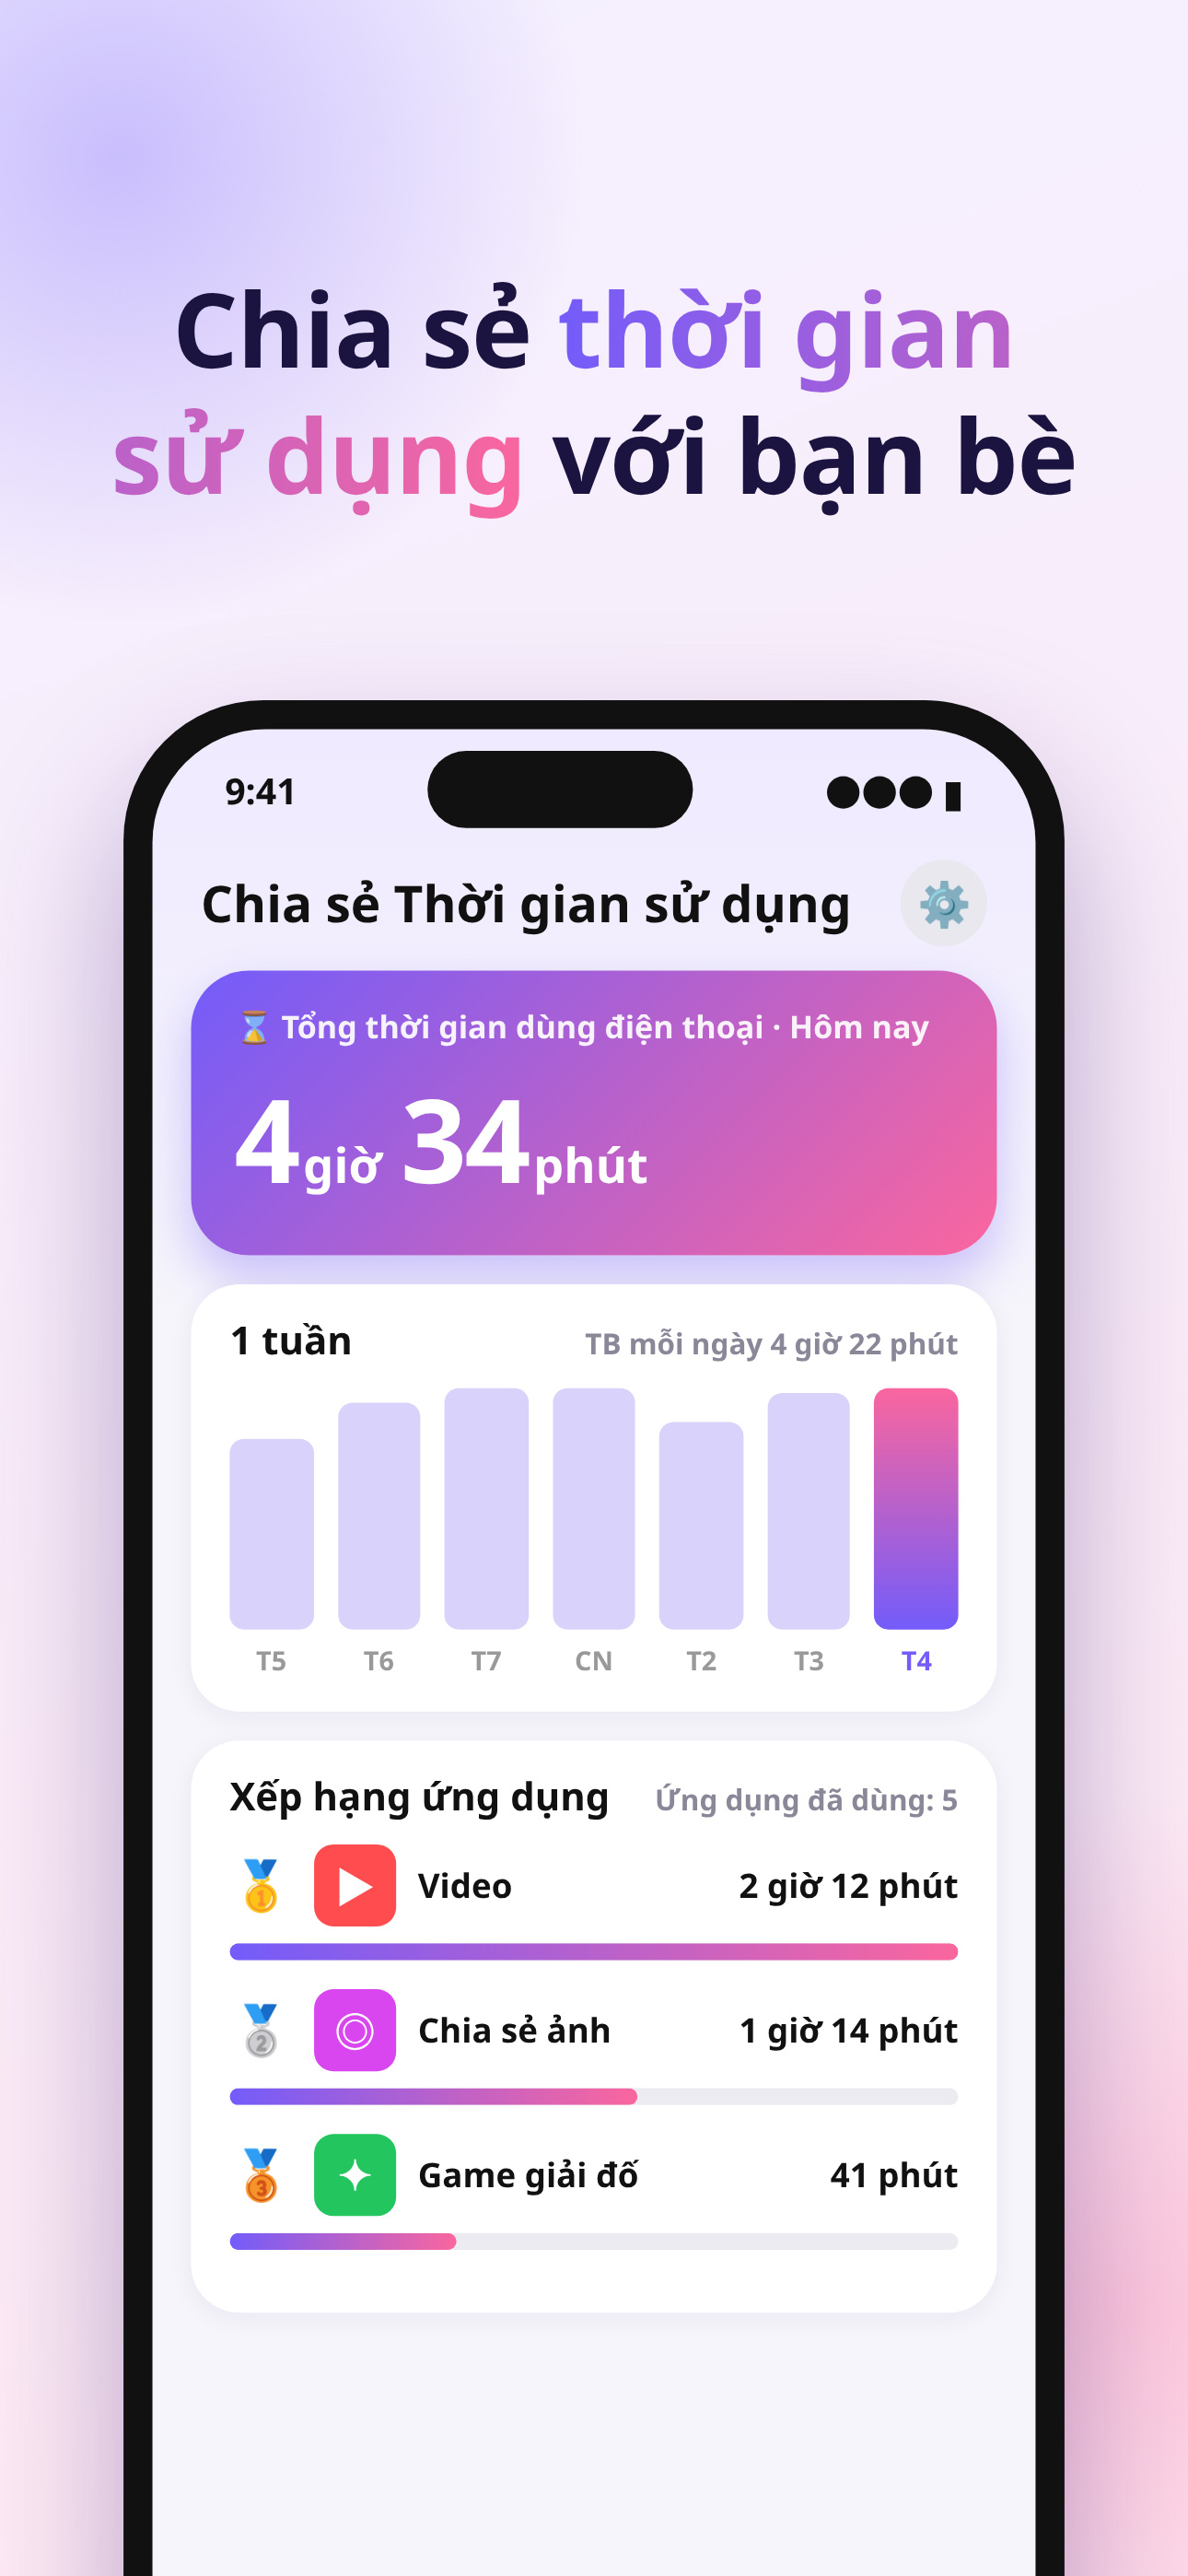 Chia sẻ thời gian
sử dụng với bạn bè
9:41
Chia sẻ Thời gian sử dụng
Tổng thời gian dùng điện thoại · Hôm nay
4giờ 34phút
1 tuần
TB mỗi ngày 4 giờ 22 phút
T5 T6 T7 CN T2 T3 T4
Xếp hạng ứng dụng
Ứng dụng đã dùng: 5
1 Video 2 giờ 12 phút
2 Chia sẻ ảnh 1 giờ 14 phút
3 Game giải đố 41 phút